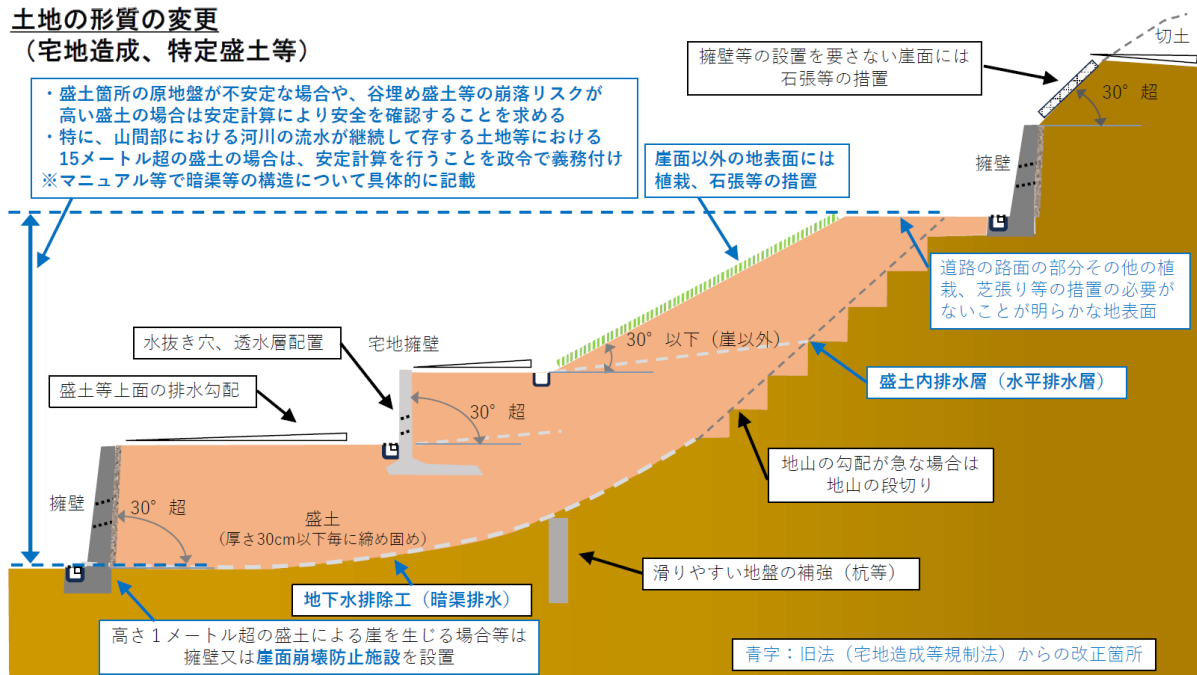 土地の形質の変更
（宅地造成、特定盛土等）
切土
擁壁等の設置を要さない崖面には
石張等の措置
30°超
・盛土箇所の原地盤が不安定な場合や、谷埋め盛土等の崩落リスクが
高い盛土の場合は安定計算により安全を確認することを求める
・特に、山間部における河川の流水が継続して存する土地等における
15メートル超の盛土の場合は、安定計算を行うことを政令で義務付け
※マニュアル等で暗渠等の構造について具体的に記載
崖面以外の地表面には
植栽、石張等の措置
擁壁
道路の路面の部分その他の植
栽、芝張り等の措置の必要が
ないことが明らかな地表面
水抜き穴、透水層配置
宅地擁壁
30°以下（崖以外）
盛土等上面の排水勾配
盛土内排水層（水平排水層）
30°超
地山の勾配が急な場合は
地山の段切り
擁壁
30°超
盛土
（厚さ30cm以下毎に締め固め）
滑りやすい地盤の補強（杭等）
地下水排除工（暗渠排水）
高さ１メートル超の盛土による崖を生じる場合等は
擁壁又は崖面崩壊防止施設を設置
青字：旧法（宅地造成等規制法）からの改正箇所